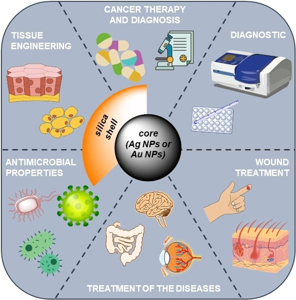 CANCER THERAPY
AND DIAGNOSIS
TISSUE
ENGINEERING
DIAGNOSTIC
silica
shell
core
(Ag NPs or
Au NPs)
ANTIMICROBIAL
PROPERTIES
WOUND
TREATMENT
TREATMENT OF THE DISEASES